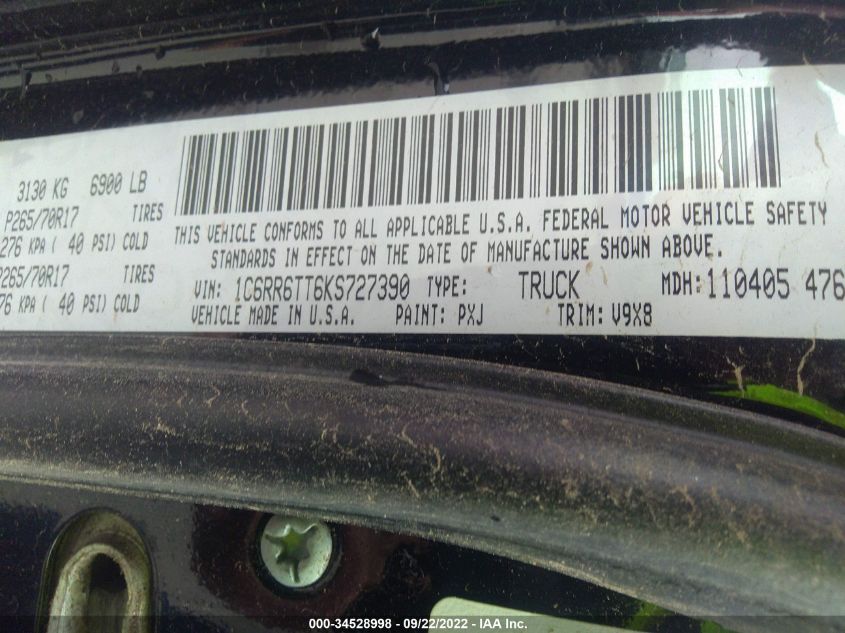 3130 KG 6900 LB
P265/70R17 TIRES
276 KPA ( 40 PSI) COLD
P265/70R17 TIRES
76 KPA ( 40 PSI) COLD
THIS VEHICLE CONFORMS TO ALL APPLICABLE U.S.A. FEDERAL MOTOR VEHICLE SAFETY
STANDARDS IN EFFECT ON THE DATE OF MANUFACTURE SHOWN ABOVE.
VIN: 1C6RR6TT6KS727390 TYPE: TRUCK MDH: 110405 476
VEHICLE MADE IN U.S.A. PAINT: PXJ TRIM: V9X8
000-34528998 - 09/22/2022 - IAA Inc.